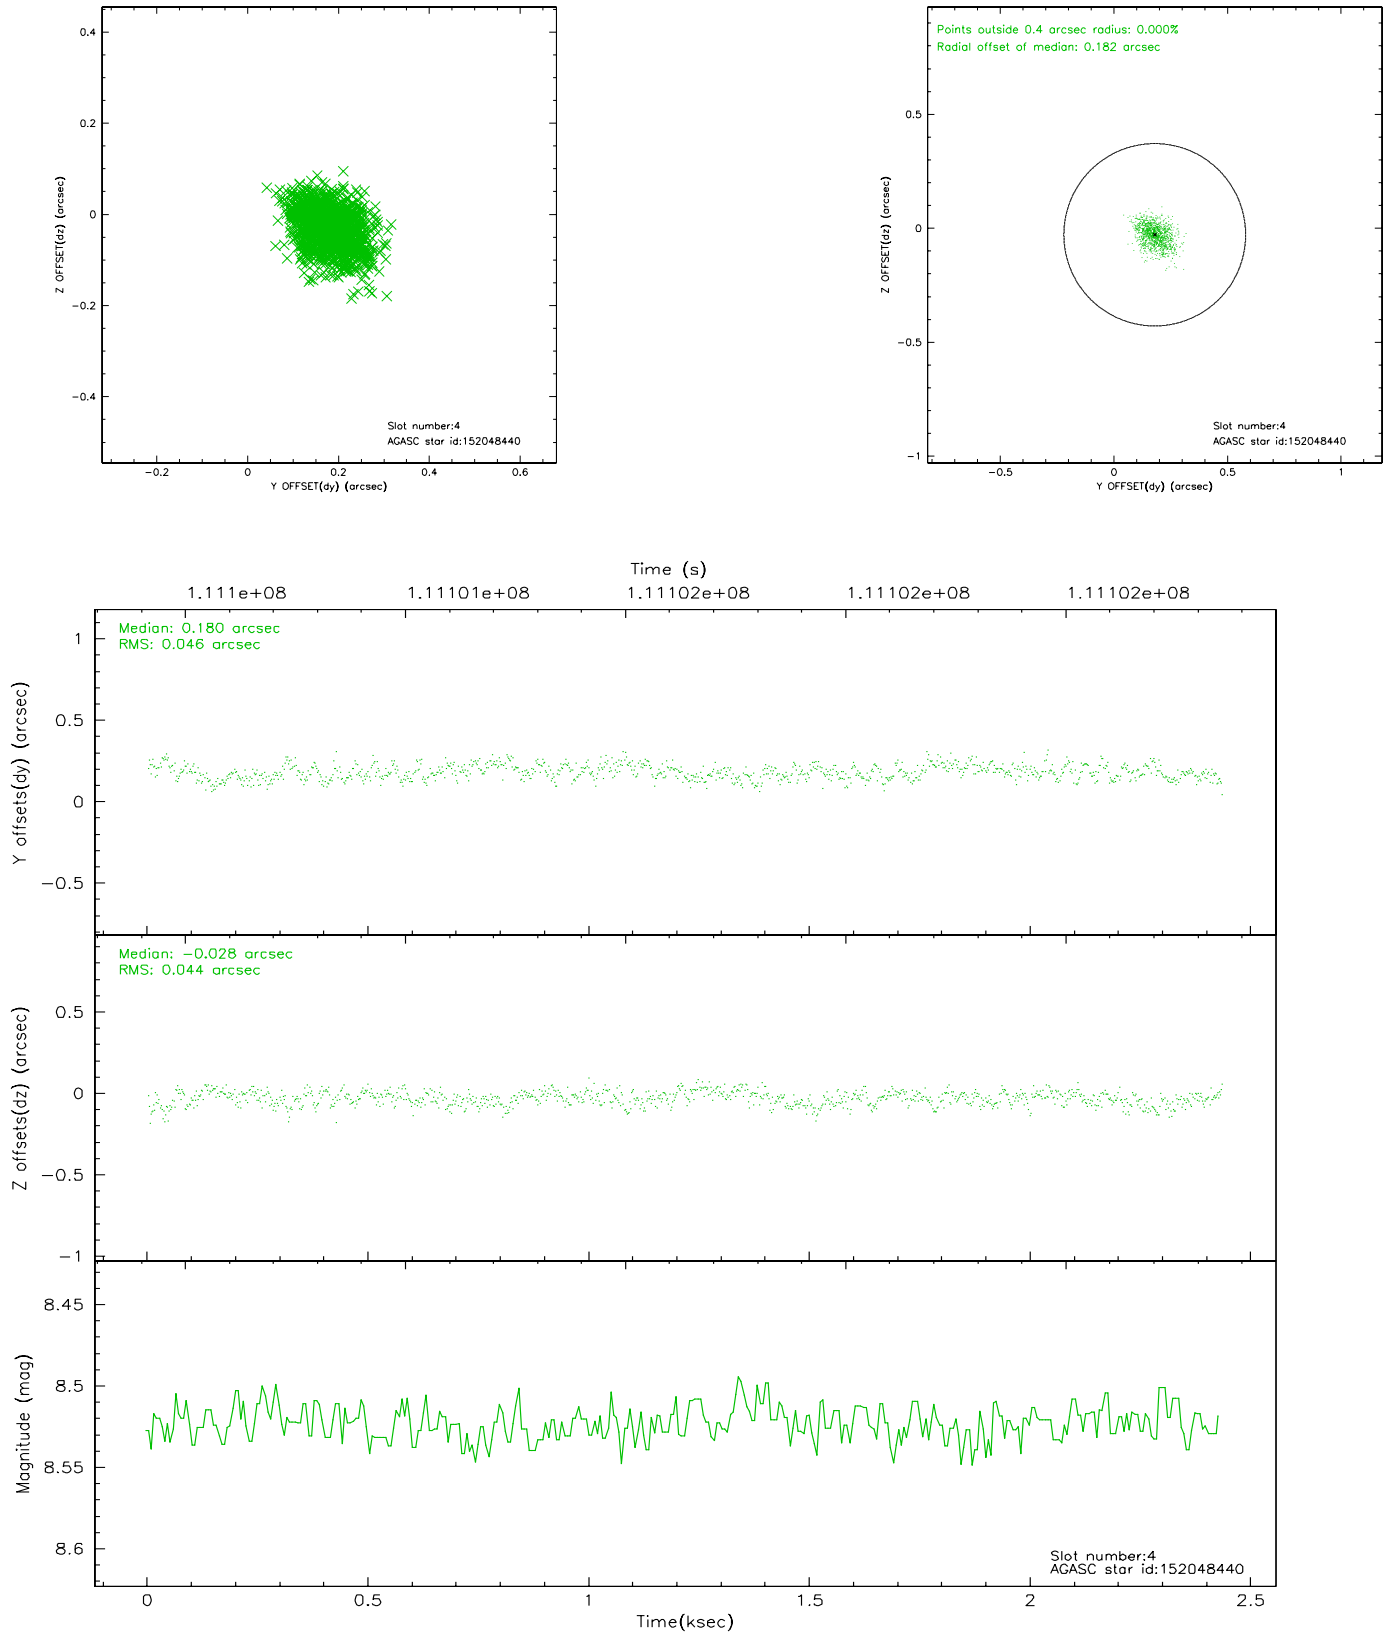 0.4
0.2
0
−0.2
−0.4
Z OFFSET(dz) (arcsec)
Slot number:4
AGASC star id:152048440
−0.2 0 0.2 0.4 0.6
Y OFFSET(dy) (arcsec)
Points outside 0.4 arcsec radius: 0.000%
Radial offset of median: 0.182 arcsec
0.5
0
−0.5
−1
Z OFFSET(dz) (arcsec)
Slot number:4
AGASC star id:152048440
−0.5 0 0.5 1
Y OFFSET(dy) (arcsec)
Time (s)
1.111e+08 1.11101e+08 1.11102e+08 1.11102e+08 1.11102e+08
Median: 0.180 arcsec
RMS: 0.046 arcsec
1
0.5
0
−0.5
Y offsets(dy) (arcsec)
Median: −0.028 arcsec
RMS: 0.044 arcsec
0.5
0
−0.5
−1
Z offsets(dz) (arcsec)
8.45
8.5
8.55
8.6
Magnitude (mag)
Slot number:4
AGASC star id:152048440
0 0.5 1 1.5 2 2.5
Time(ksec)